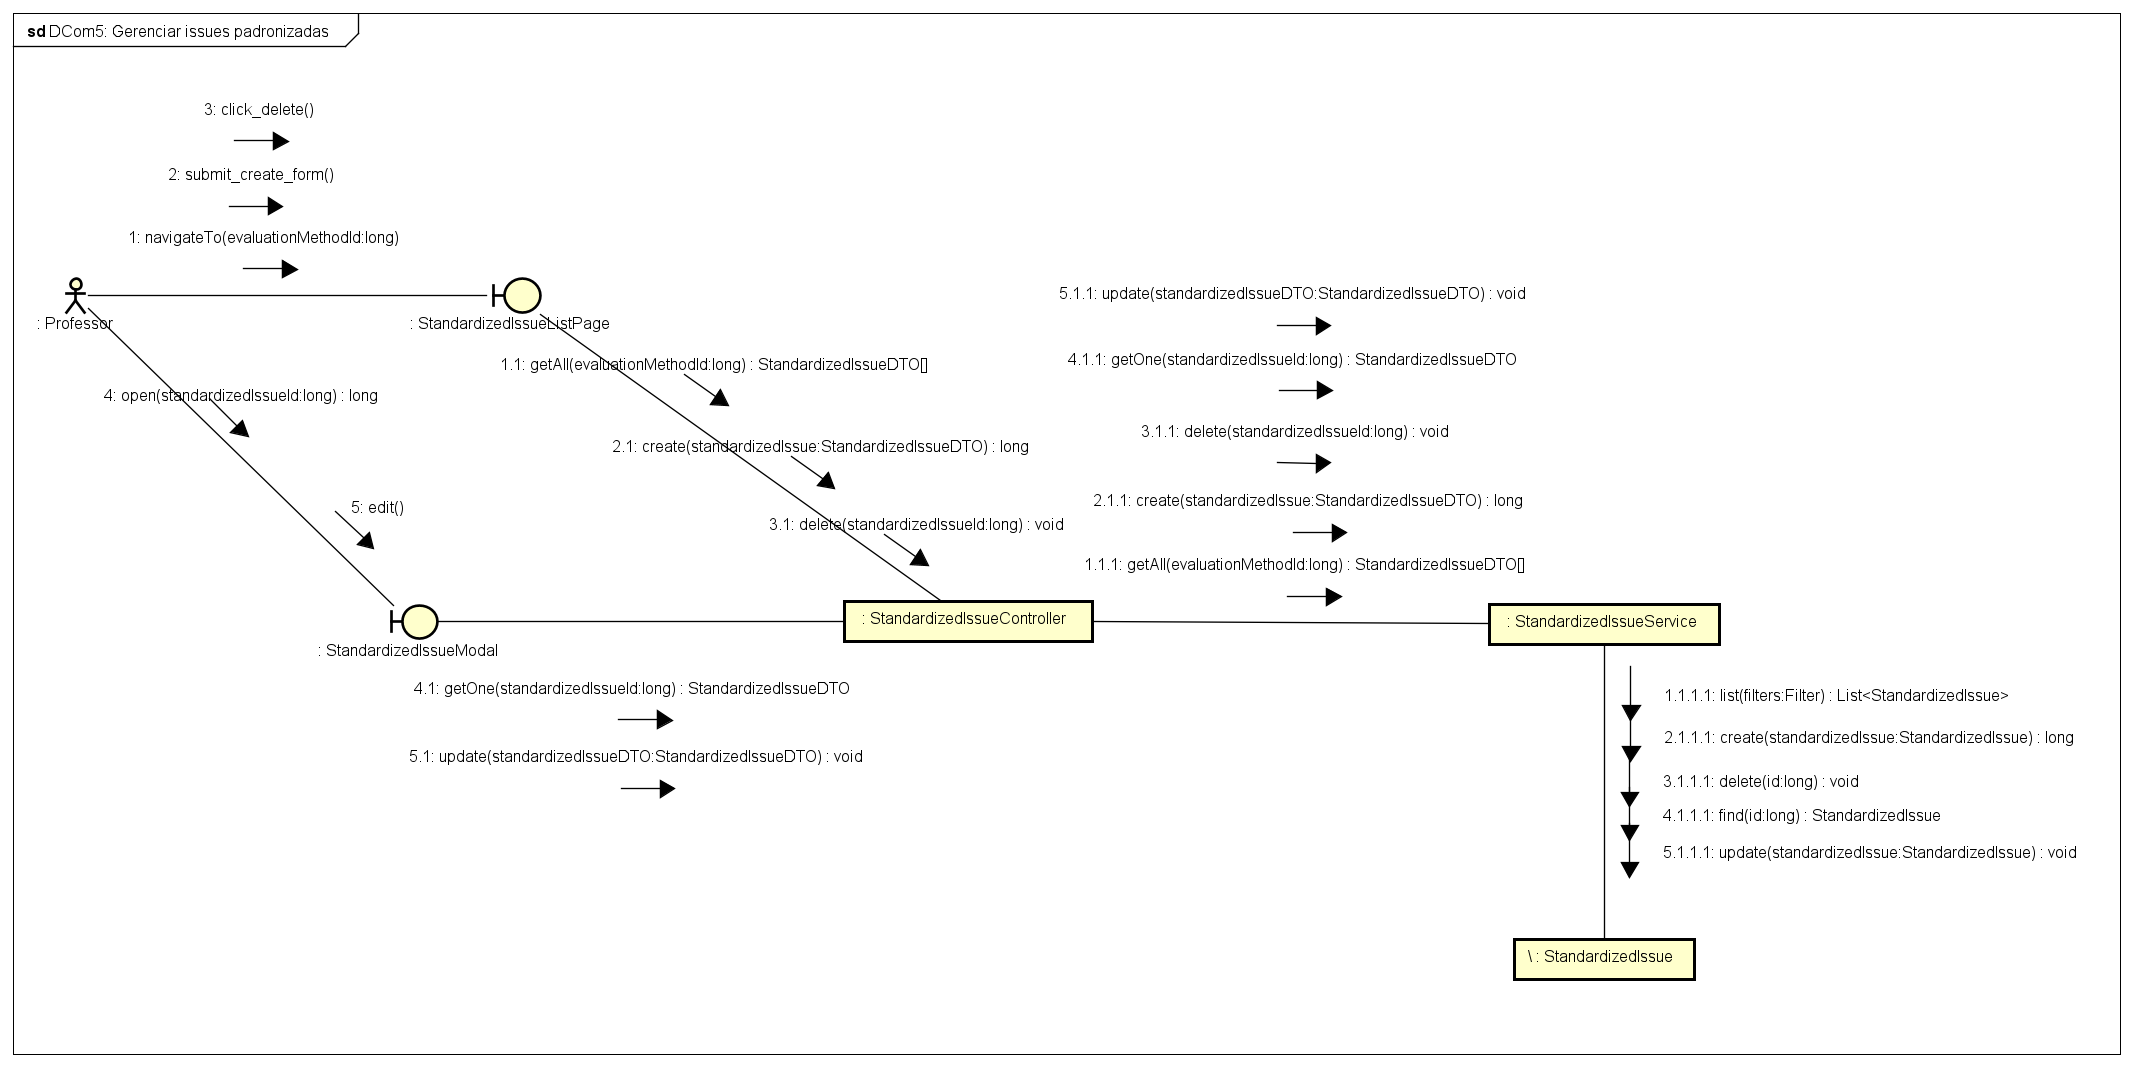 sd DCom5: Gerenciar issues padronizadas
3: click_delete()
2: submit_create_form()
1: navigateTo(evaluationMethodId:long)
: Professor
: StandardizedIssueListPage
1.1: getAll(evaluationMethodId:long) : StandardizedIssueDTO[]
4: open(standardizedIssueId:long) : long
2.1: create(standardizedIssue:StandardizedIssueDTO) : long
5: edit()
3.1: delete(standardizedIssueId:long) : void
5.1.1: update(standardizedIssueDTO:StandardizedIssueDTO) : void
4.1.1: getOne(standardizedIssueId:long) : StandardizedIssueDTO
3.1.1: delete(standardizedIssueId:long) : void
2.1.1: create(standardizedIssue:StandardizedIssueDTO) : long
1.1.1: getAll(evaluationMethodId:long) : StandardizedIssueDTO[]
: StandardizedIssueController
: StandardizedIssueService
: StandardizedIssueModal
4.1: getOne(standardizedIssueId:long) : StandardizedIssueDTO
5.1: update(standardizedIssueDTO:StandardizedIssueDTO) : void
1.1.1.1: list(filters:Filter) : List<StandardizedIssue>
2.1.1.1: create(standardizedIssue:StandardizedIssue) : long
3.1.1.1: delete(id:long) : void
4.1.1.1: find(id:long) : StandardizedIssue
5.1.1.1: update(standardizedIssue:StandardizedIssue) : void
\ : StandardizedIssue